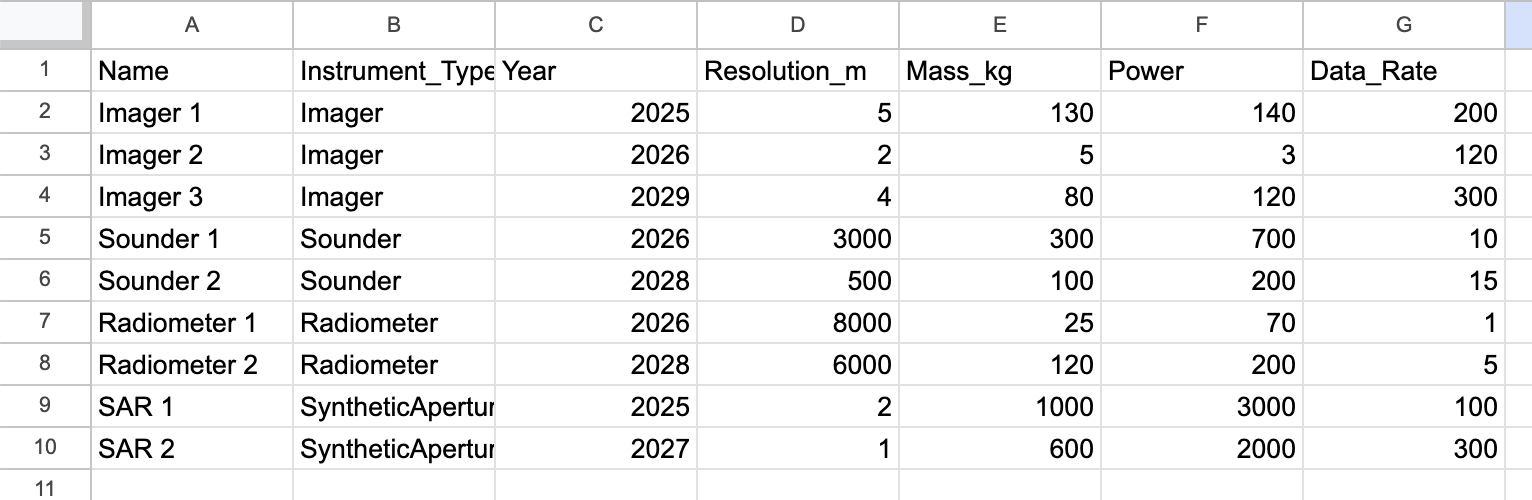 A B C D E F G
1 Name Instrument_Type Year Resolution_m Mass_kg Power Data_Rate
2 Imager 1 Imager 2025 5 130 140 200
3 Imager 2 Imager 2026 2 5 3 120
4 Imager 3 Imager 2029 4 80 120 300
5 Sounder 1 Sounder 2026 3000 300 700 10
6 Sounder 2 Sounder 2028 500 100 200 15
7 Radiometer 1 Radiometer 2026 8000 25 70 1
8 Radiometer 2 Radiometer 2028 6000 120 200 5
9 SAR 1 SyntheticApertur 2025 2 1000 3000 100
10 SAR 2 SyntheticApertur 2027 1 600 2000 300
11